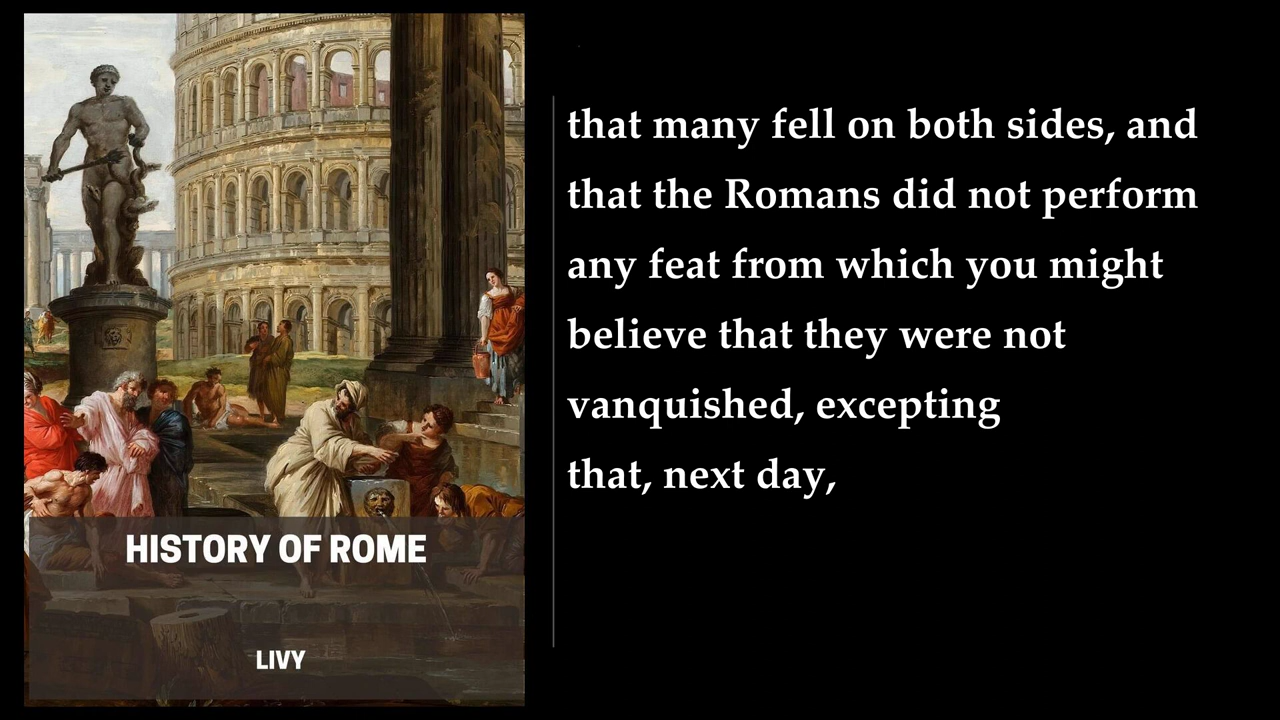 HISTORY OF ROME
LIVY
that many fell on both sides, and
that the Romans did not perform
any feat from which you might
believe that they were not
vanquished, excepting
that, next day,